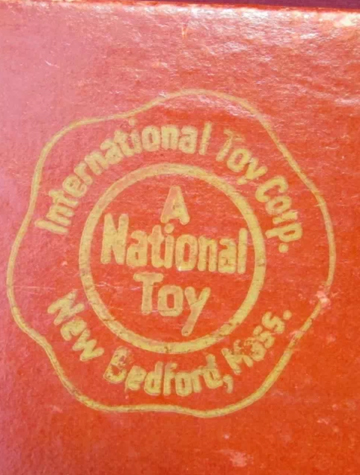 International Toy Corp.
A
National
Toy
New Bedford, Mass.